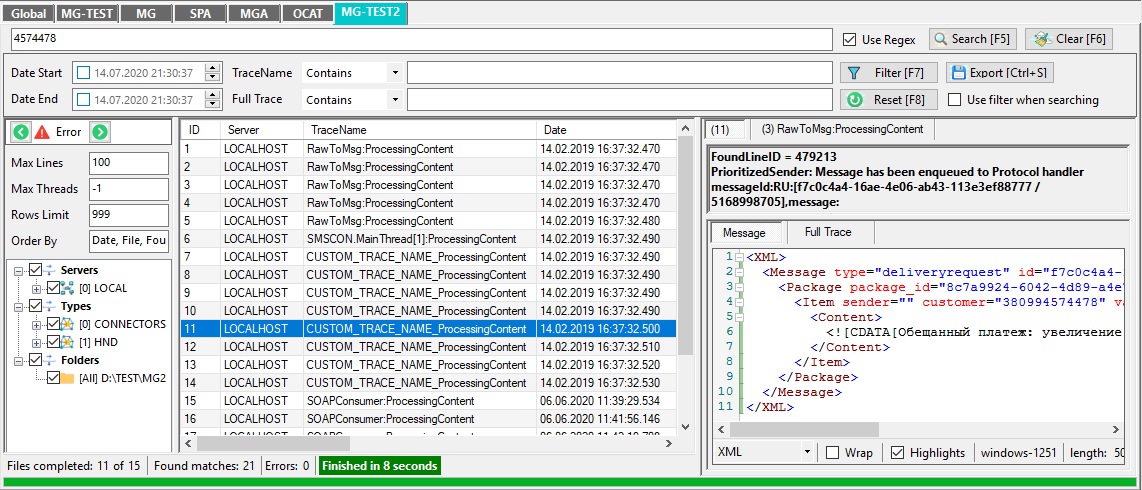 Global MG-TEST MG SPA MGA OCAT MG-TEST2
4574478 Use Regex Search [F5] Clear [F6]
Date Start 14.07.2020 21:30:37 TraceName Contains Filter [F7] Export [Ctrl+S]
Date End 14.07.2020 21:30:37 Full Trace Contains Reset [F8] Use filter when searching
Error
Max Lines 100
Max Threads -1
Rows Limit 999
Order By Date, File, Fou
Servers
[0] LOCAL
Types
[0] CONNECTORS
[1] HND
Folders
[All] D:\TEST\MG2
ID Server TraceName Date
1 LOCALHOST RawToMsg:ProcessingContent 14.02.2019 16:37:32.470
2 LOCALHOST RawToMsg:ProcessingContent 14.02.2019 16:37:32.470
3 LOCALHOST RawToMsg:ProcessingContent 14.02.2019 16:37:32.470
4 LOCALHOST RawToMsg:ProcessingContent 14.02.2019 16:37:32.470
5 LOCALHOST RawToMsg:ProcessingContent 14.02.2019 16:37:32.480
6 LOCALHOST SMSCON.MainThread[1]:ProcessingContent 14.02.2019 16:37:32.490
7 LOCALHOST CUSTOM_TRACE_NAME_ProcessingContent 14.02.2019 16:37:32.490
8 LOCALHOST CUSTOM_TRACE_NAME_ProcessingContent 14.02.2019 16:37:32.490
9 LOCALHOST CUSTOM_TRACE_NAME_ProcessingContent 14.02.2019 16:37:32.490
10 LOCALHOST CUSTOM_TRACE_NAME_ProcessingContent 14.02.2019 16:37:32.490
11 LOCALHOST CUSTOM_TRACE_NAME_ProcessingContent 14.02.2019 16:37:32.500
12 LOCALHOST CUSTOM_TRACE_NAME_ProcessingContent 14.02.2019 16:37:32.510
13 LOCALHOST CUSTOM_TRACE_NAME_ProcessingContent 14.02.2019 16:37:32.520
14 LOCALHOST CUSTOM_TRACE_NAME_ProcessingContent 14.02.2019 16:37:32.530
15 LOCALHOST SOAPConsumer:ProcessingContent 06.06.2020 11:39:29.534
16 LOCALHOST SOAPConsumer:ProcessingContent 06.06.2020 11:41:56.146
(11) (3) RawToMsg:ProcessingContent
FoundLineID = 479213
PrioritizedSender: Message has been enqueued to Protocol handler
messageId:RU:[f7c0c4a4-16ae-4e06-ab43-113e3ef88777 /
5168998705],message:
Message Full Trace
1 <XML>
2 <Message type="deliveryrequest" id="f7c0c4a4-
3 <Package package_id="8c7a9924-6042-4d89-a4e
4 <Item sender="" customer="380994574478" va
5 <Content>
6 <![CDATA[Обещанный платеж: увеличение
7 </Content>
8 </Item>
9 </Package>
10 </Message>
11 </XML>
XML Wrap Highlights windows-1251 length: 50
Files completed: 11 of 15 Found matches: 21 Errors: 0 Finished in 8 seconds